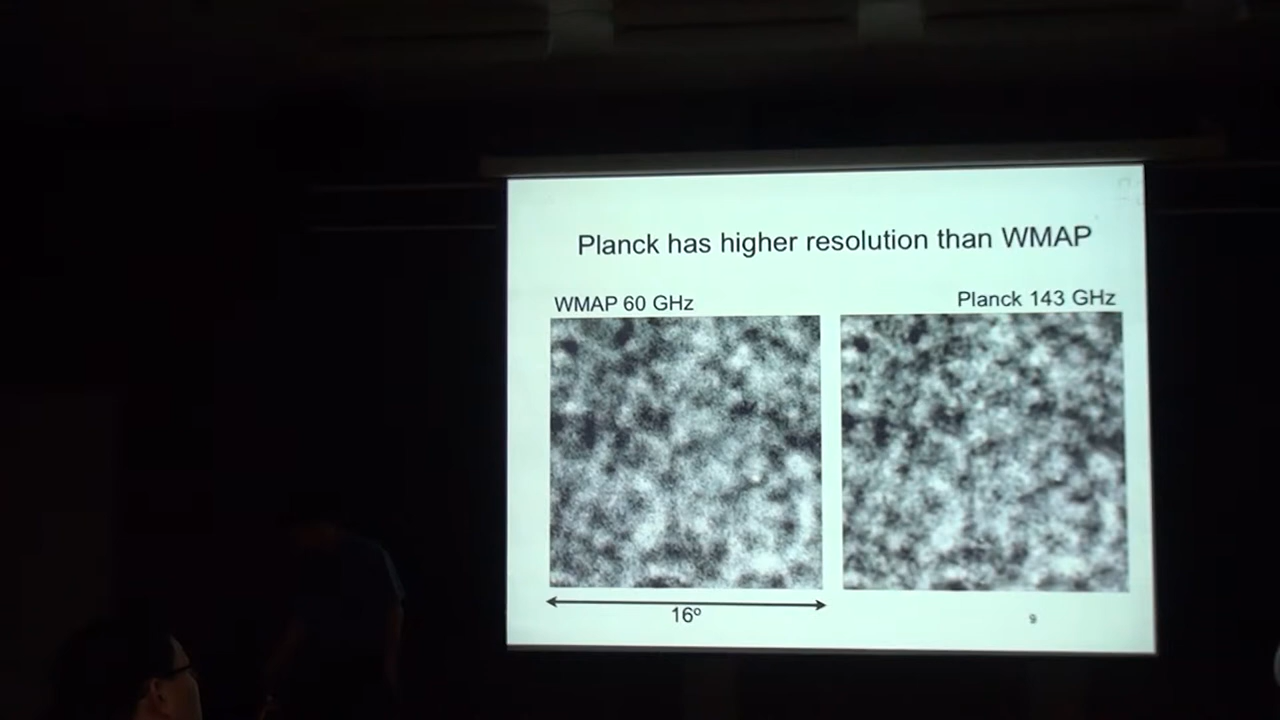 Planck has higher resolution than WMAP
WMAP 60 GHz
Planck 143 GHz
16º
9